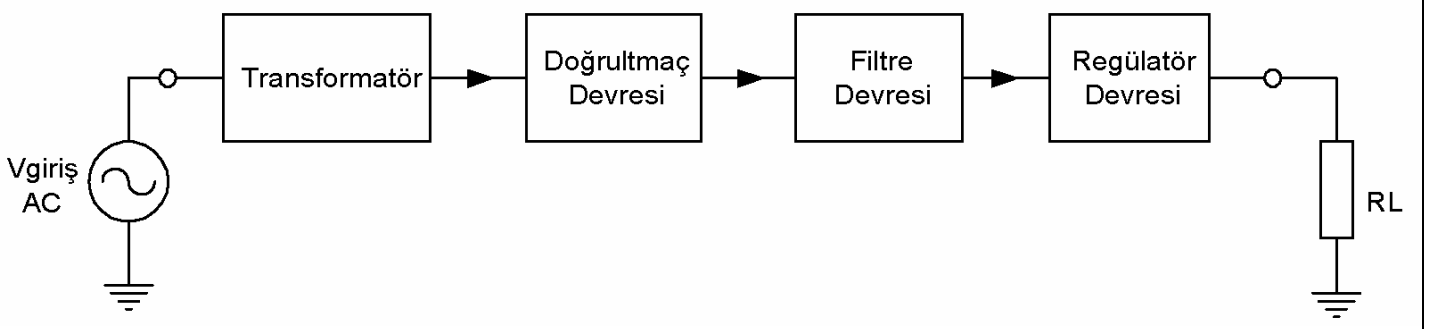 Transformatör
Doğrultmaç
Devresi
Filtre
Devresi
Regülatör
Devresi
Vgiriş
AC
RL